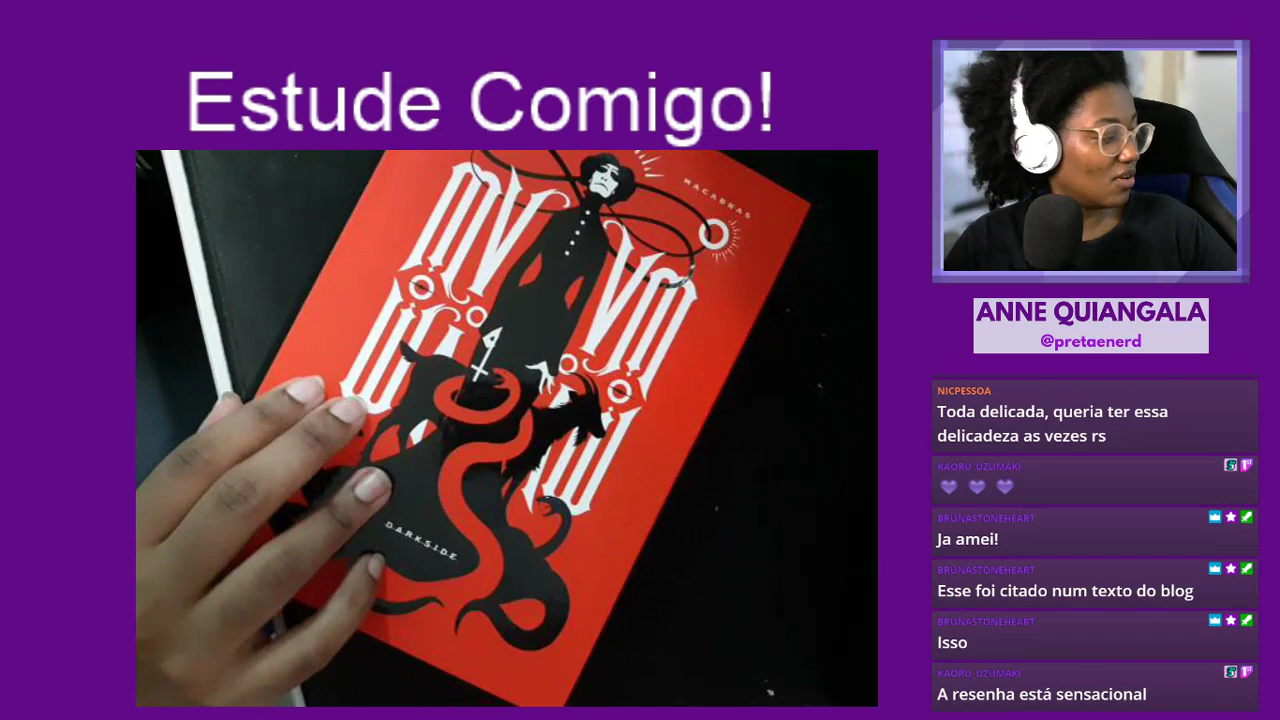 Estude Comigo!
MACABRAS
DARKSIDE
ANNE QUIANGALA
@pretaenerd
NICPESSOA
Toda delicada, queria ter essa
delicadeza as vezes rs
KAORU_UZUMAKI
BRUNASTONEHEART
Ja amei!
BRUNASTONEHEART
Esse foi citado num texto do blog
BRUNASTONEHEART
Isso
KAORU_UZUMAKI
A resenha está sensacional